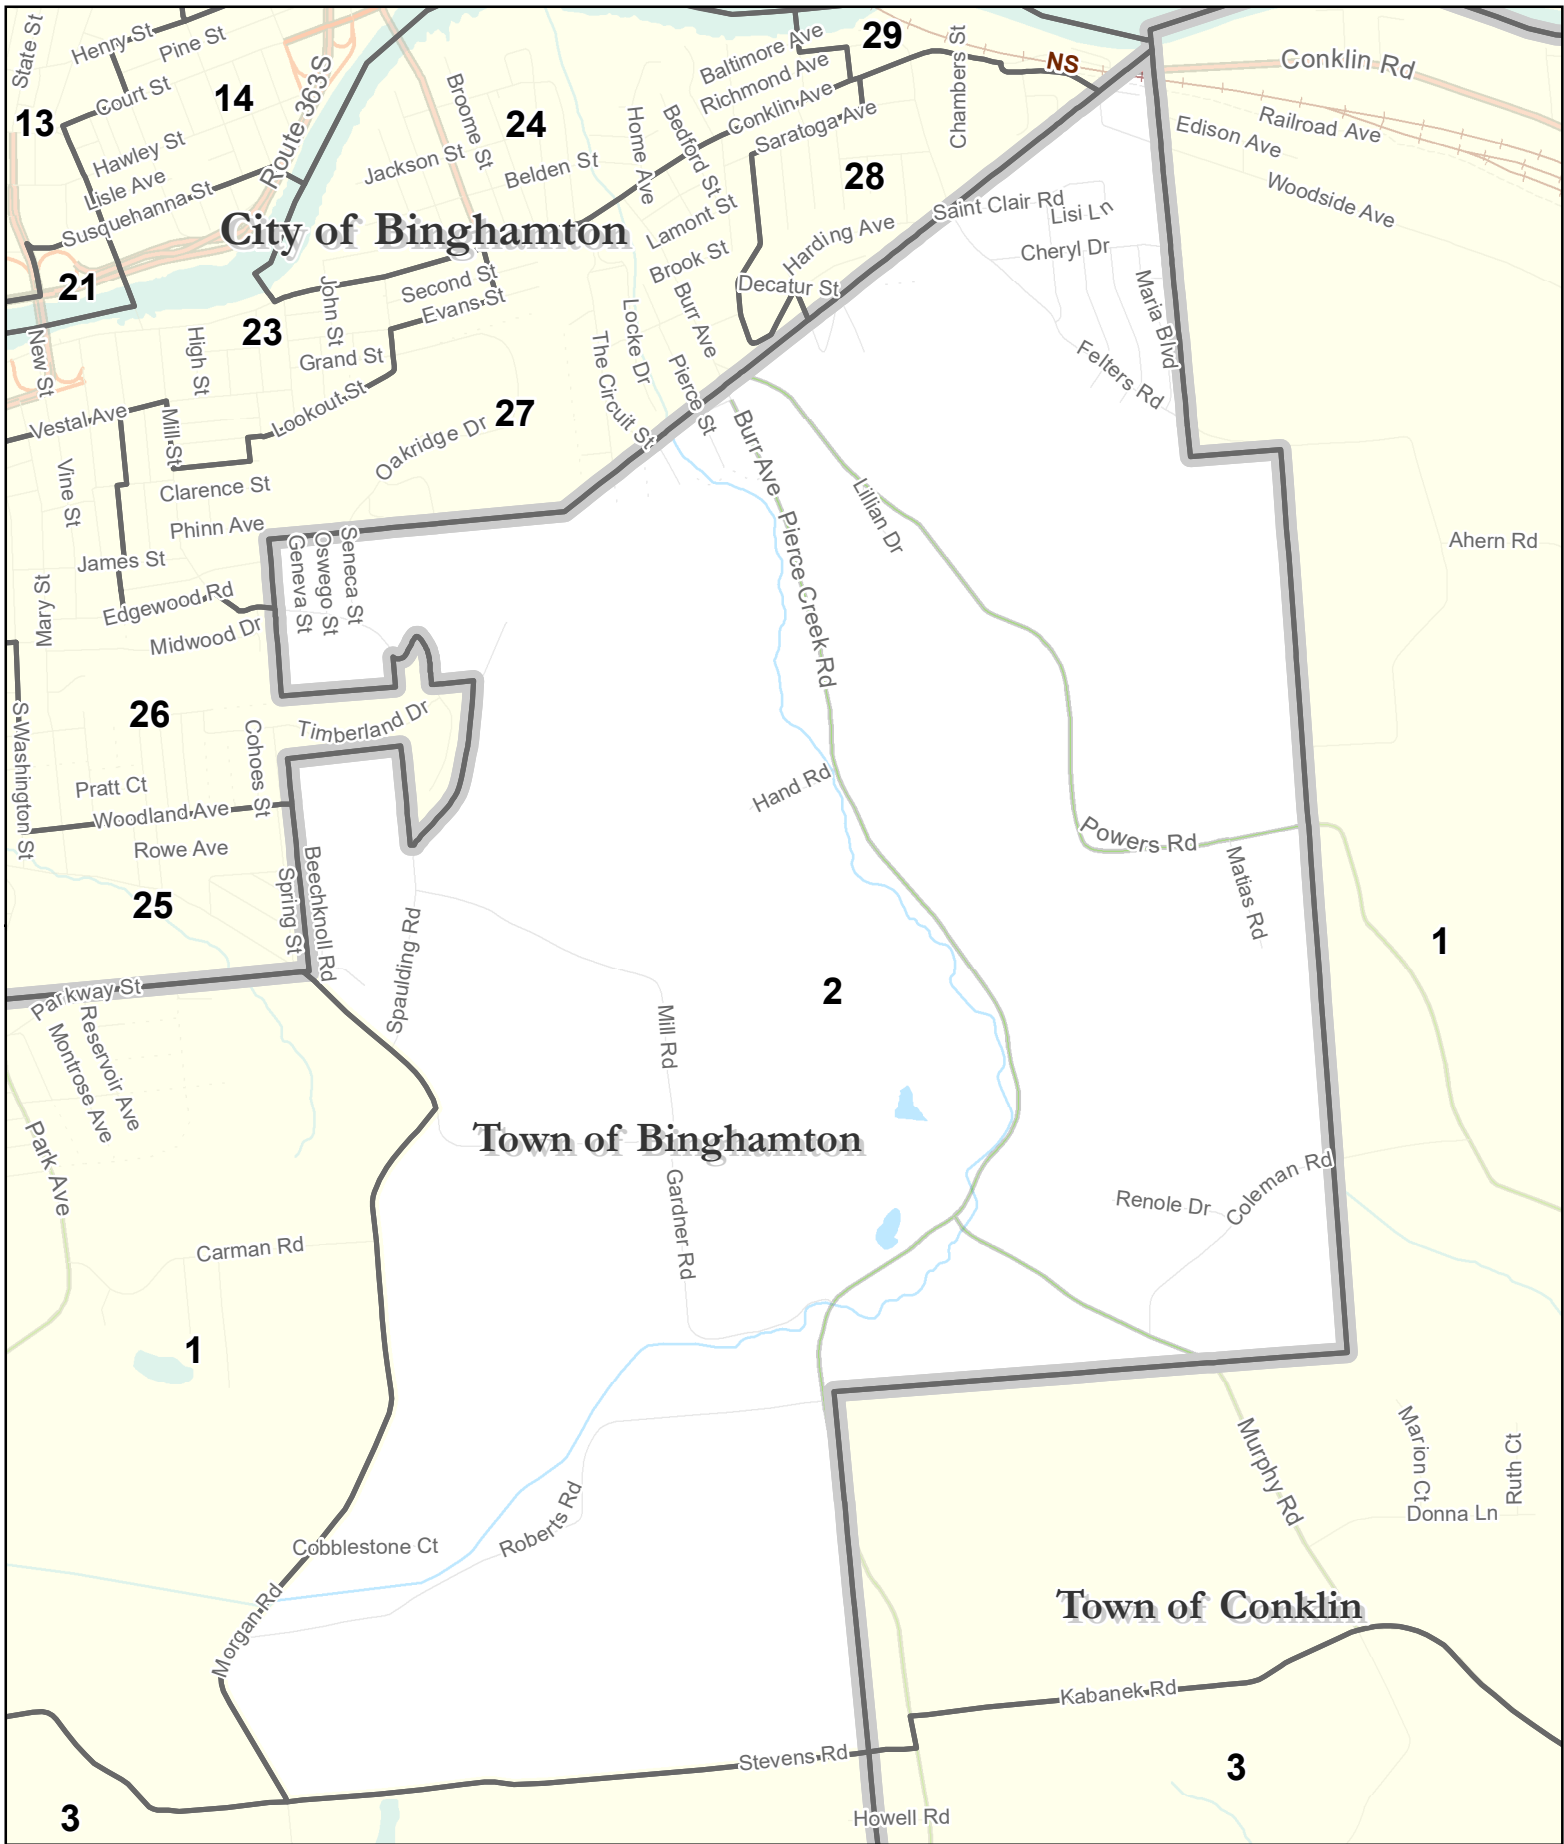 State St
Henry St
Pine St
Court St
14
13
Route 363S
Hawley St
Lisle Ave
Susquehanna St
21
Broome St
24
Jackson St
Belden St
Home Ave
Bedford St
Baltimore Ave
29
Richmond Ave
Conklin Ave
Saratoga Ave
Chambers St
NS
Conklin Rd
Railroad Ave
Edison Ave
Woodside Ave
28
City of Binghamton
Lamont St
Brook St
Harding Ave
Decatur St
Saint Clair Rd
Lisi Ln
Cheryl Dr
Maria Blvd
Felters Rd
Second St
Evans St
John St
23
High St
Grand St
New St
Locke Dr
The Circuit St
Burr Ave
Pierce St
Vestal Ave
Mill St
Lookout St
Oakridge Dr
27
Burr Ave
Lillian Dr
Vine St
Clarence St
Phinn Ave
James St
Mary St
Edgewood Rd
Midwood Dr
Geneva St
Oswego St
Seneca St
Pierce Creek Rd
Ahern Rd
26
S Washington St
Timberland Dr
Cohoes St
Pratt Ct
Woodland Ave
Rowe Ave
Hand Rd
Powers Rd
Matias Rd
25
Spring St
Beechknoll Rd
Spaulding Rd
1
2
Parkway St
Reservoir Ave
Montrose Ave
Mill Rd
Park Ave
Town of Binghamton
Gardner Rd
Renole Dr
Coleman Rd
Carman Rd
1
Murphy Rd
Marion Ct
Ruth Ct
Donna Ln
Roberts Rd
Cobblestone Ct
Morgan Rd
Town of Conklin
Kabanek Rd
Stevens Rd
3
3
Howell Rd